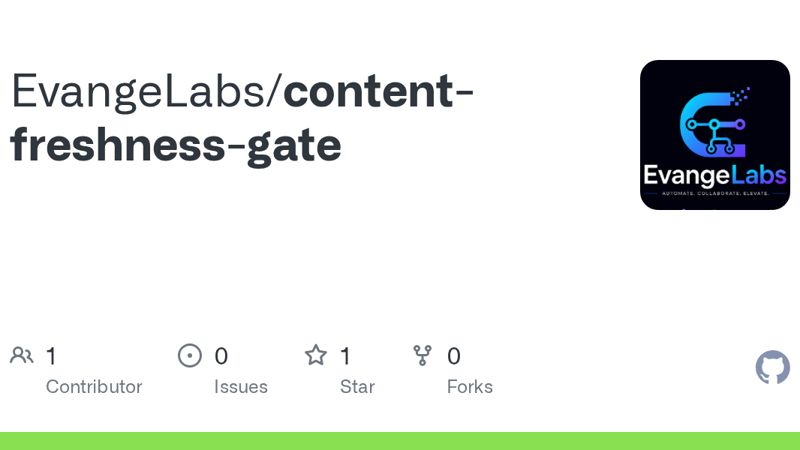 EvangeLabs/content-
freshness-gate
EvangeLabs
AUTOMATE. COLLABORATE. ELEVATE.
1
Contributor
0
Issues
1
Star
0
Forks